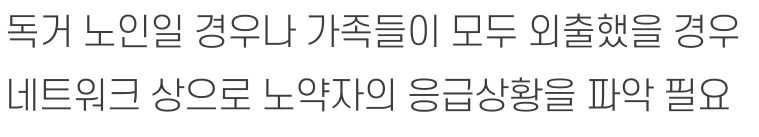 독거 노인일 경우나 가족들이 모두 외출했을 경우
네트워크 상으로 노약자의 응급상황을 파악 필요